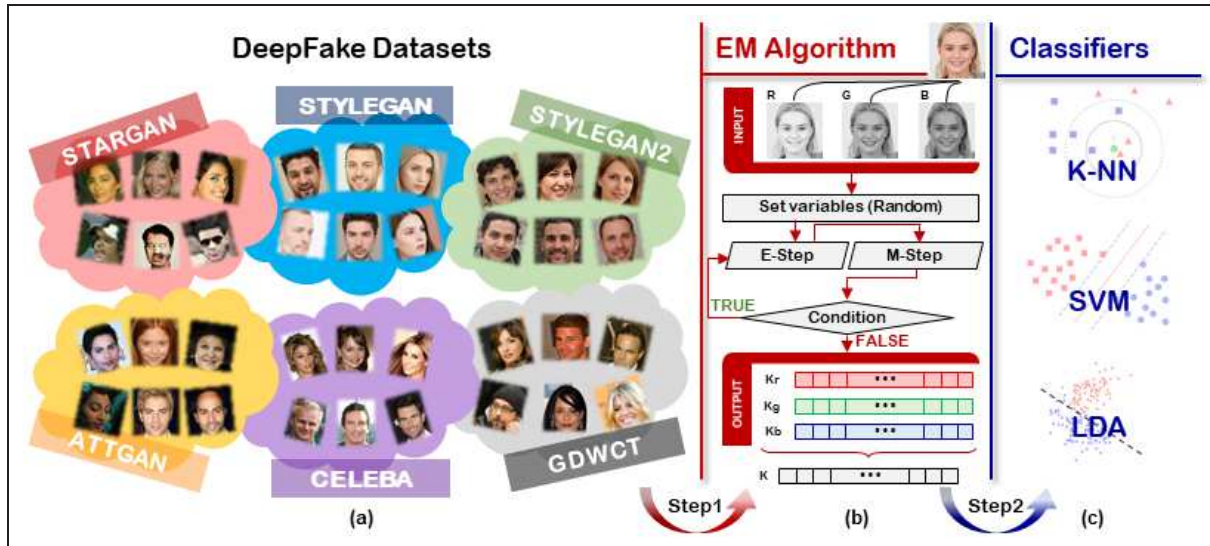 DeepFake Datasets
STARGAN
STYLEGAN
STYLEGAN2
ATTGAN
CELEBA
GDWCT
(a)
Step1
EM Algorithm
R G B
INPUT
Set variables (Random)
E-Step
M-Step
TRUE
Condition
FALSE
OUTPUT
Kr
Kg
Kb
K
(b)
Step2
Classifiers
K-NN
SVM
LDA
(c)